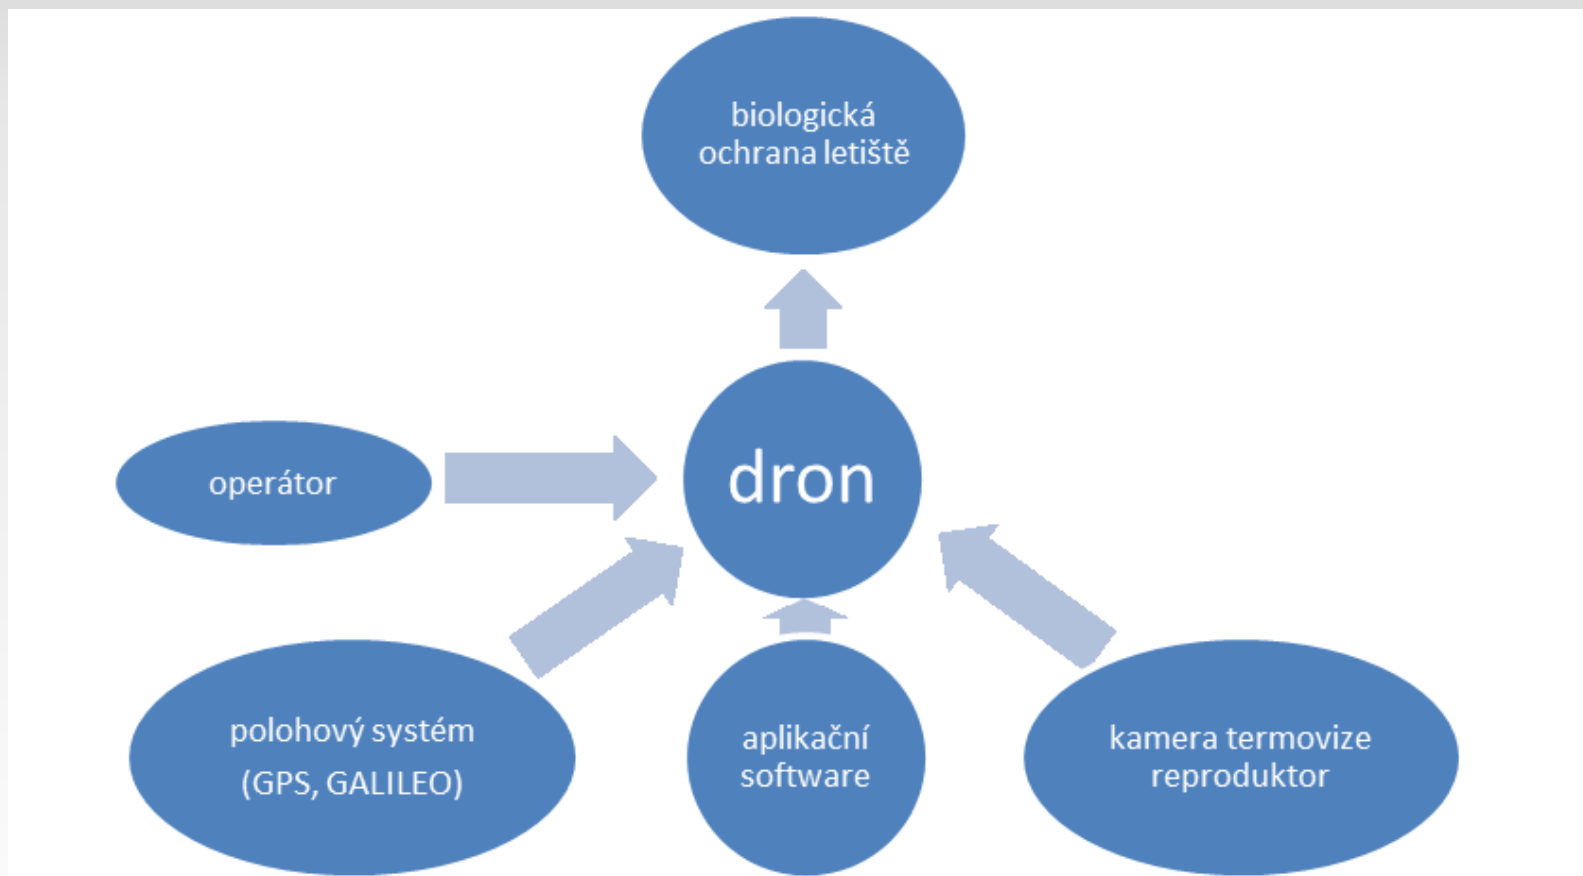 biologická
ochrana letiště
operátor
dron
polohový systém
(GPS, GALILEO)
aplikační
software
kamera termovize
reproduktor